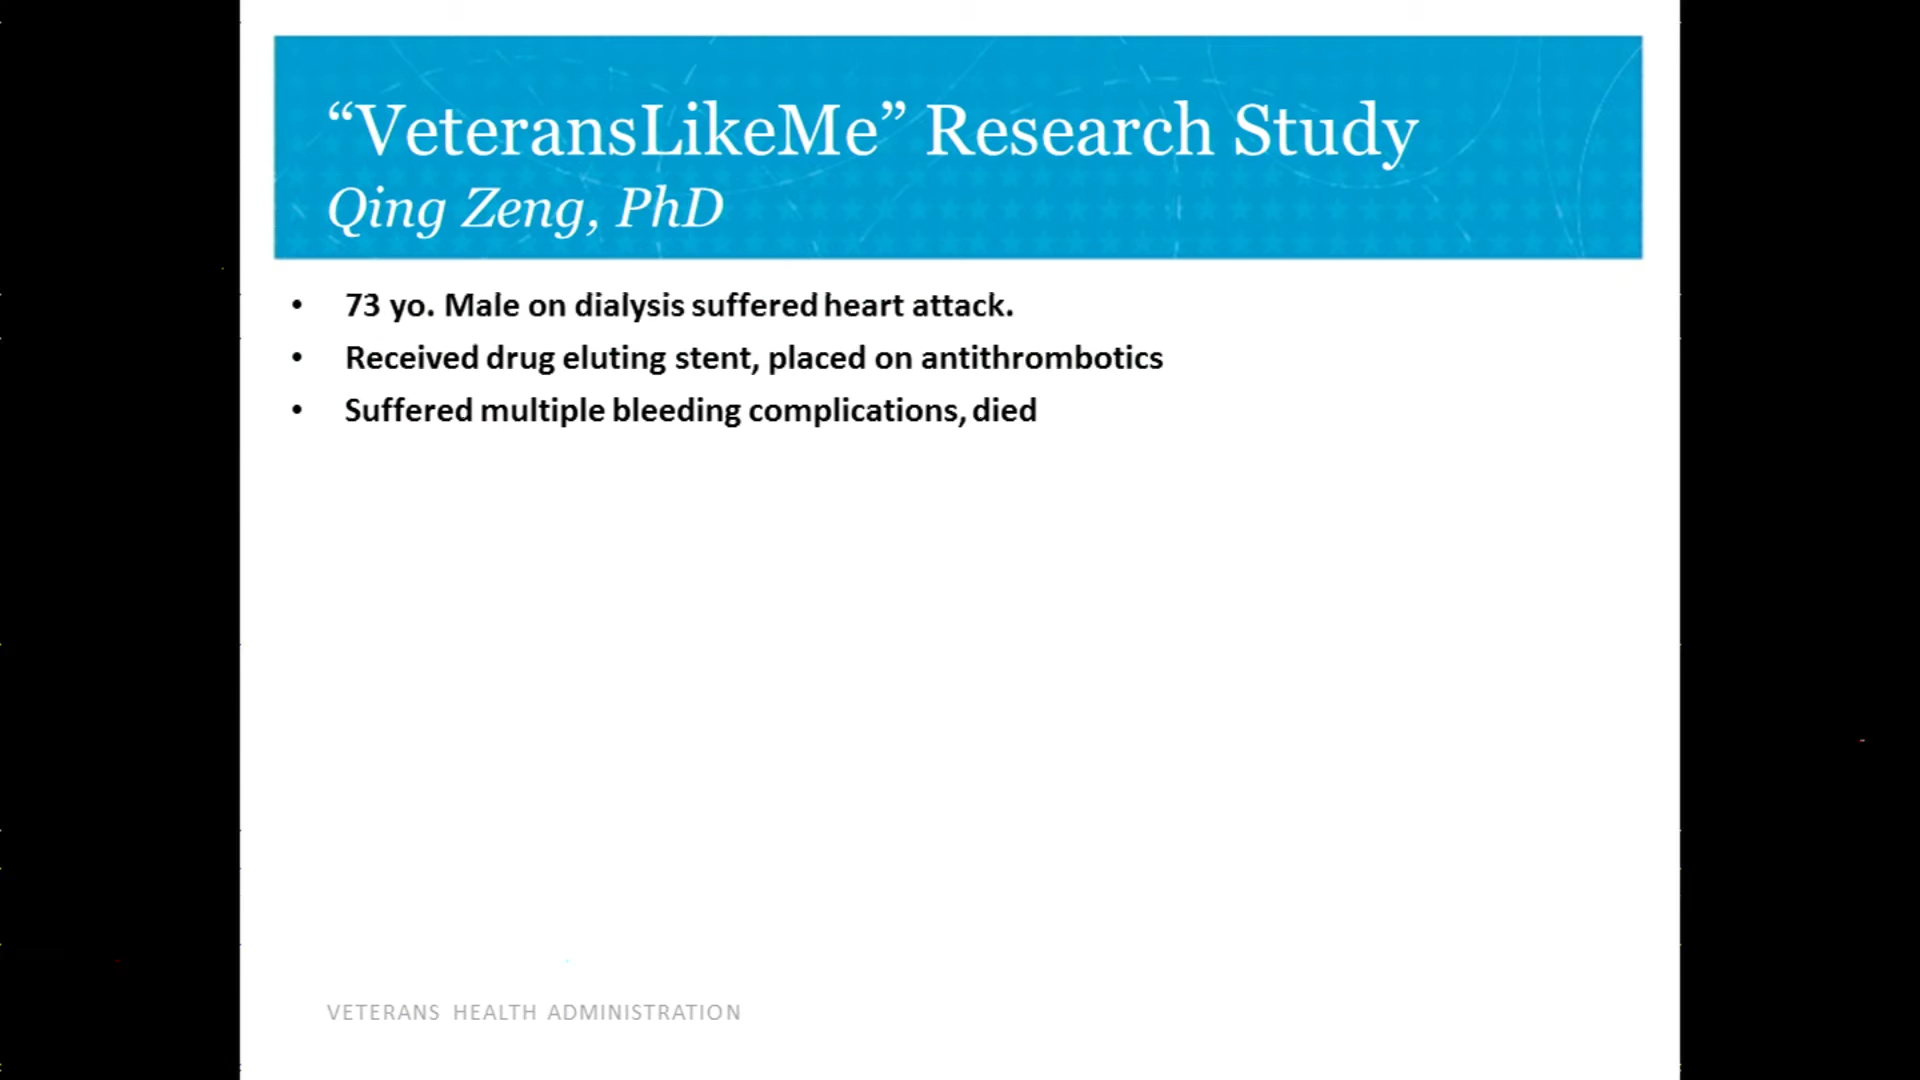 “VeteransLikeMe” Research Study
Qing Zeng, PhD
• 73 yo. Male on dialysis suffered heart attack.
• Received drug eluting stent, placed on antithrombotics
• Suffered multiple bleeding complications, died
VETERANS HEALTH ADMINISTRATION